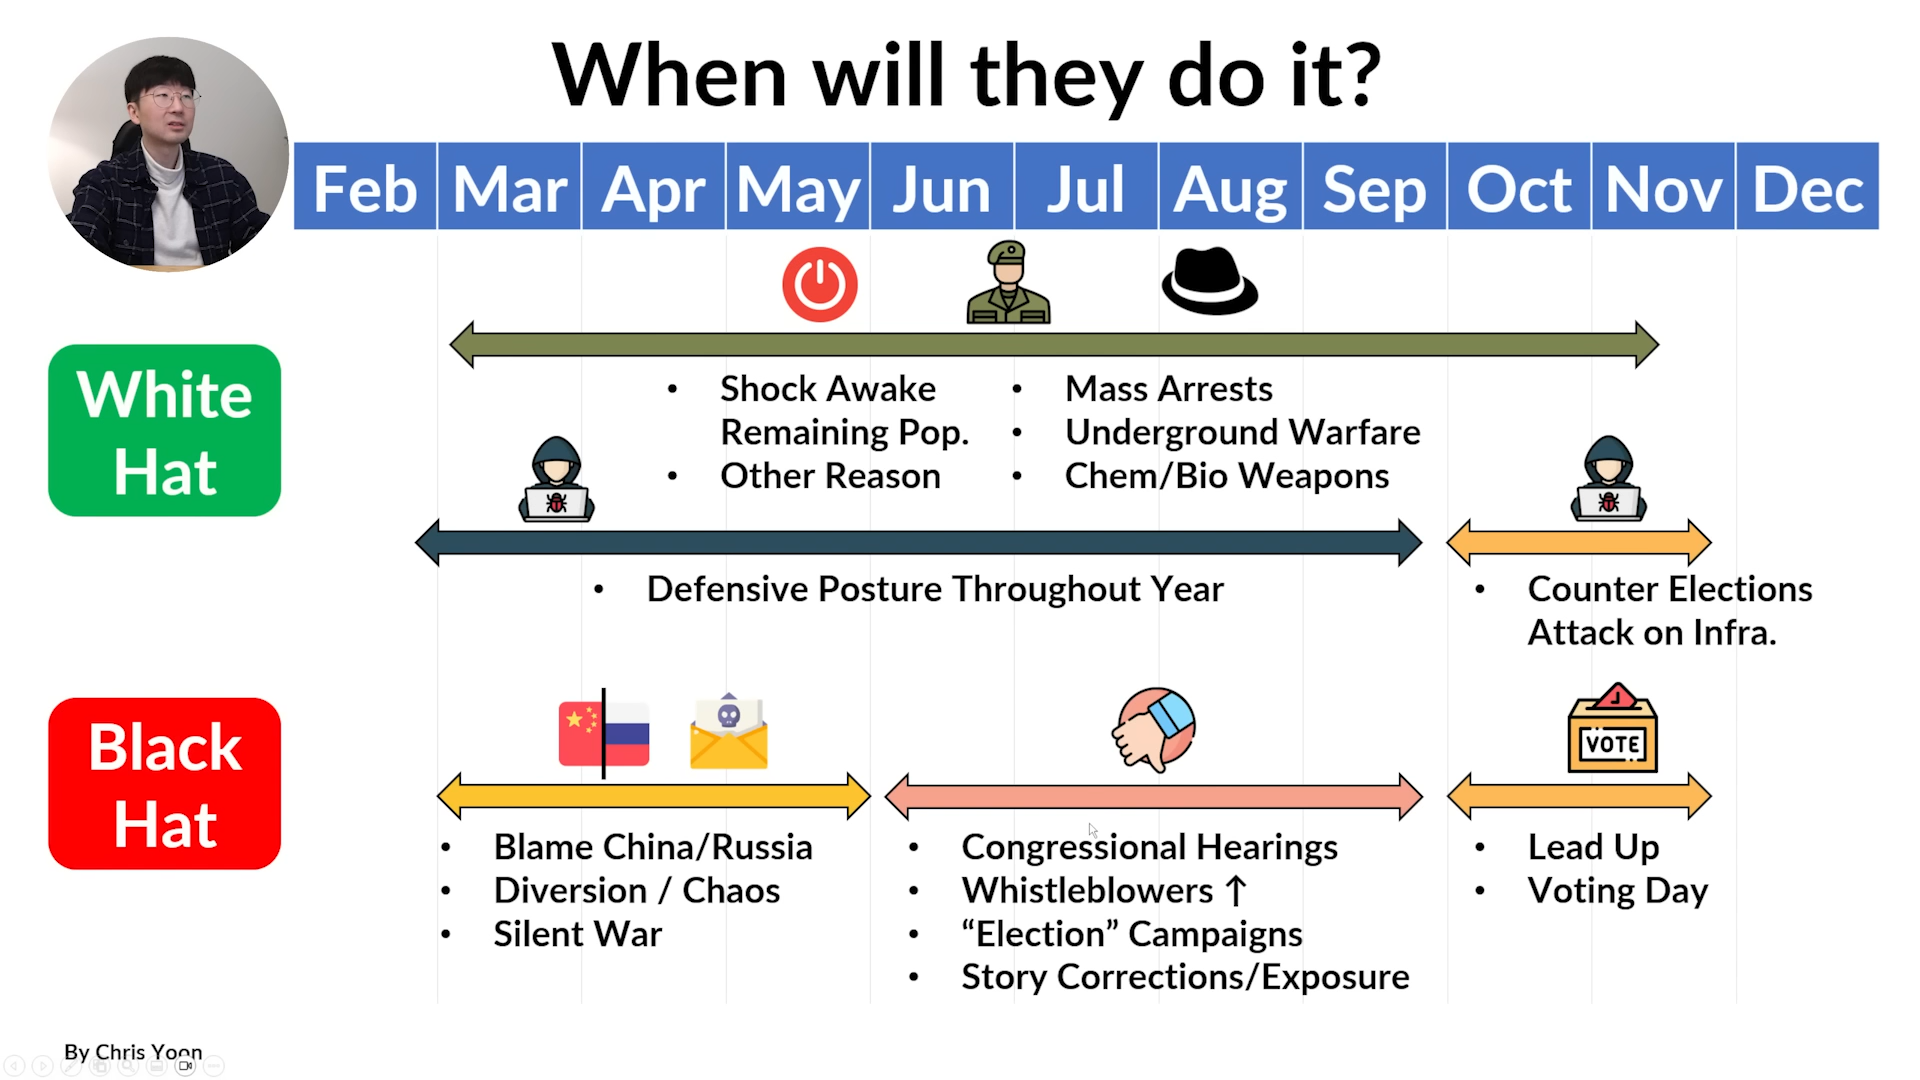 When will they do it?
Feb Mar Apr May Jun Jul Aug Sep Oct Nov Dec
White
Hat
• Shock Awake
Remaining Pop.
• Other Reason
• Mass Arrests
• Underground Warfare
• Chem/Bio Weapons
• Defensive Posture Throughout Year
• Counter Elections
Attack on Infra.
Black
Hat
VOTE
• Blame China/Russia
• Diversion / Chaos
• Silent War
• Congressional Hearings
• Whistleblowers ↑
• “Election” Campaigns
• Story Corrections/Exposure
• Lead Up
• Voting Day
By Chris Yoon